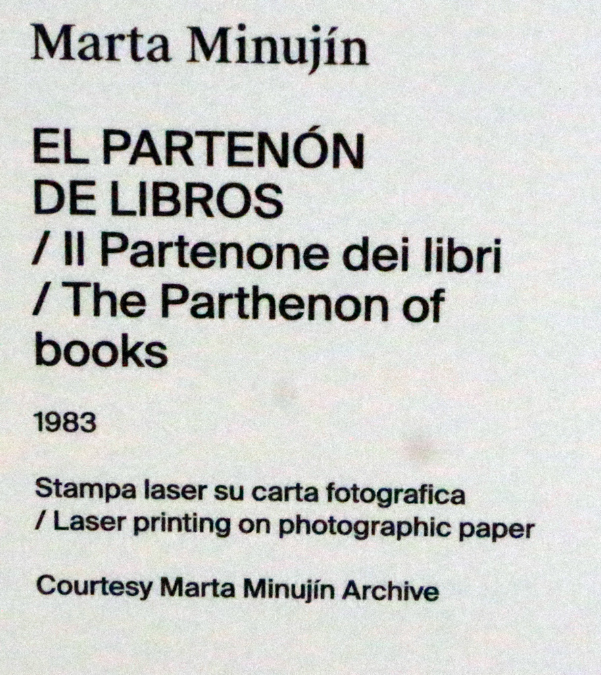 Marta Minujín
EL PARTENÓN
DE LIBROS
/ Il Partenone dei libri
/ The Parthenon of
books
1983
Stampa laser su carta fotografica
/ Laser printing on photographic paper
Courtesy Marta Minujín Archive